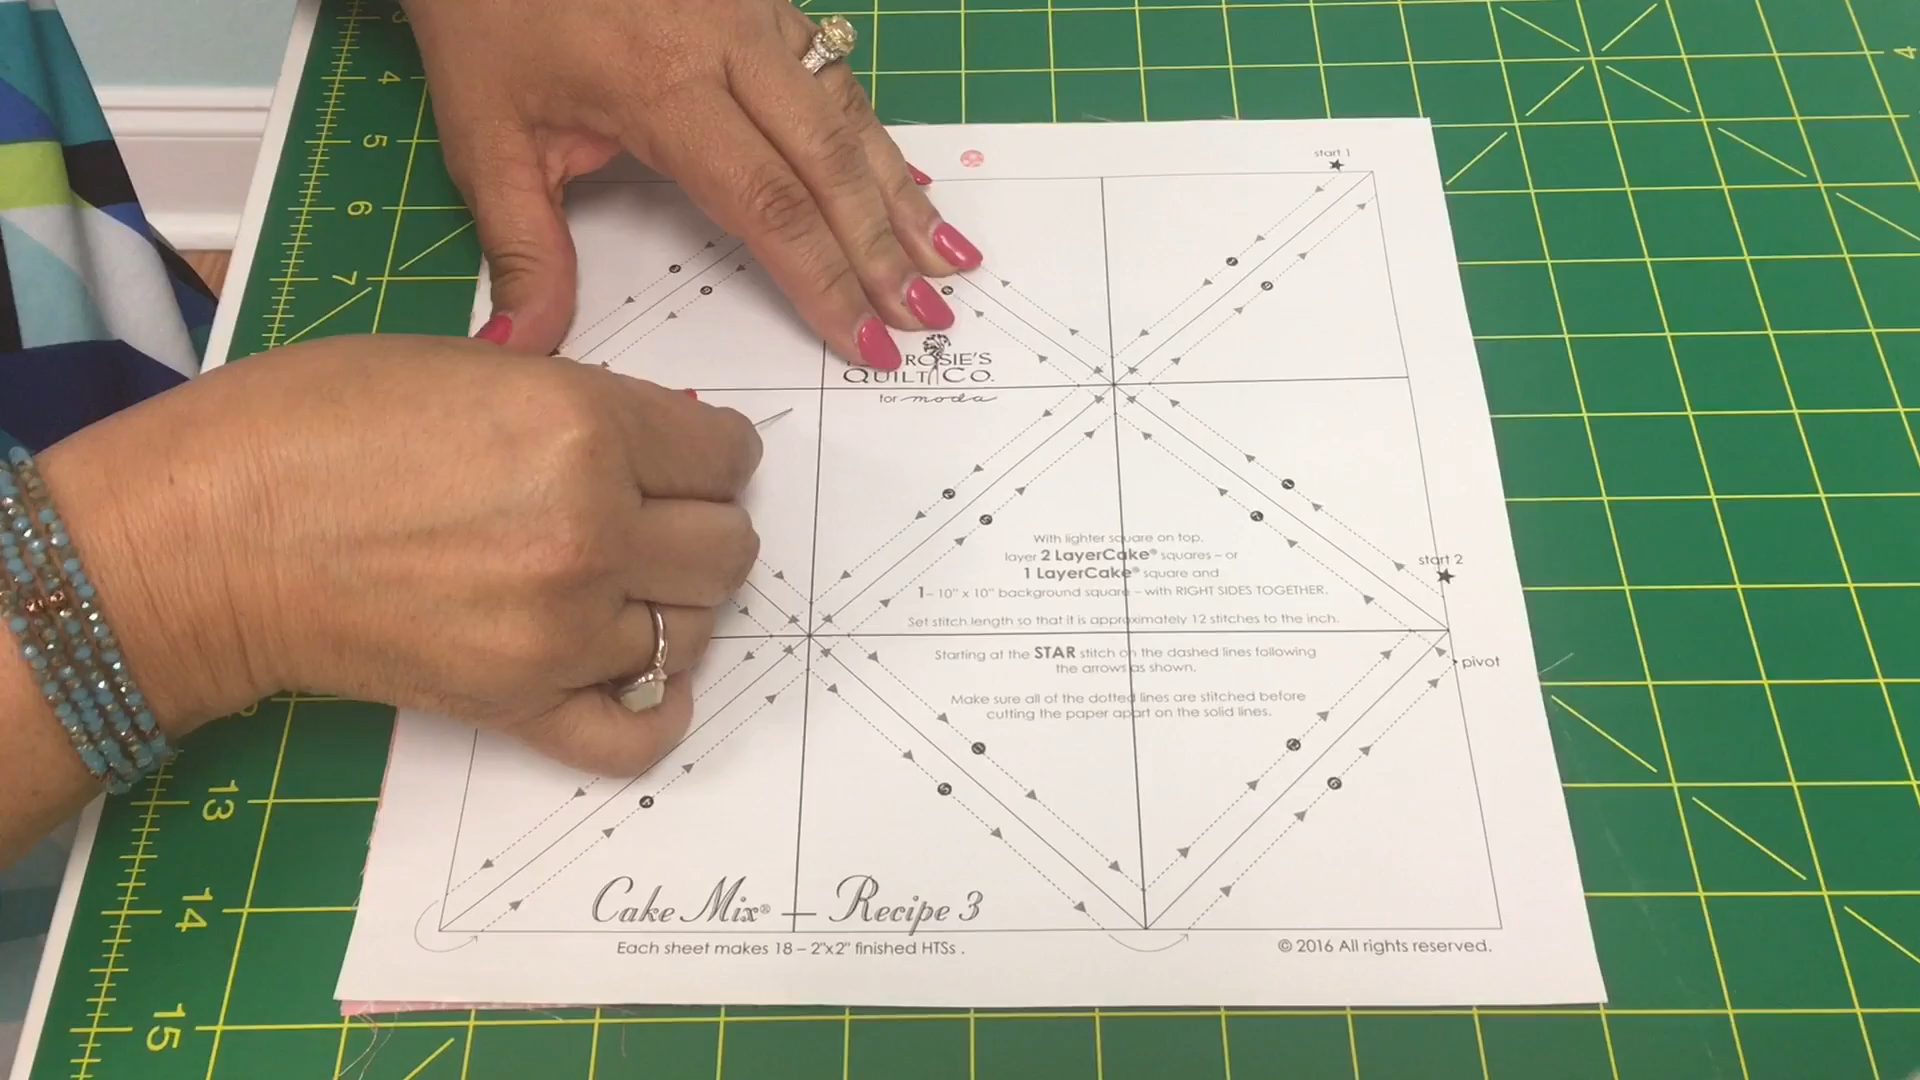 3
4
5
6
7
4
start 1
ROSIE'S
QUILT CO.
for moda
With lighter square on top,
layer 2 LayerCake® squares – or
1 LayerCake® square and
1 – 10" x 10" background square – with RIGHT SIDES TOGETHER.
Set stitch length so that it is approximately 12 stitches to the inch.
start 2
Starting at the STAR stitch on the dashed lines following
the arrows as shown.
pivot
Make sure all of the dotted lines are stitched before
cutting the paper apart on the solid lines.
13
14
15
Cake Mix® – Recipe 3
Each sheet makes 18 – 2"x2" finished HTSs .
© 2016 All rights reserved.